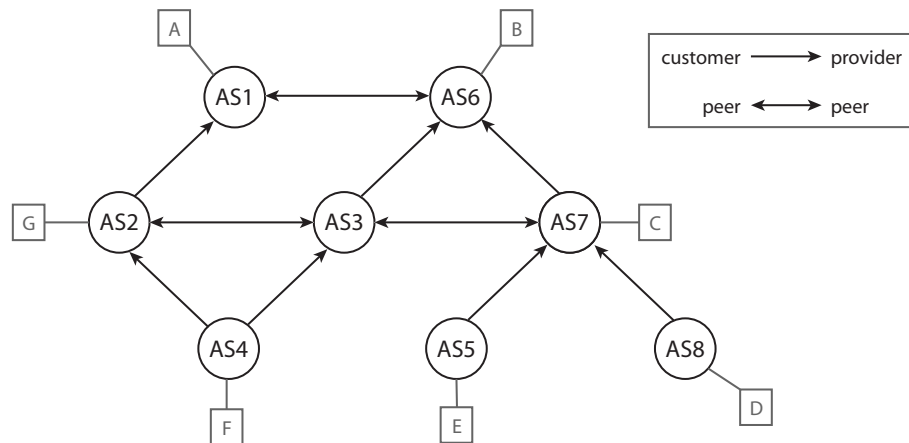 A
B
customer provider
AS1
AS6
peer peer
G
AS2
AS3
AS7
C
AS4
AS5
AS8
F
E
D